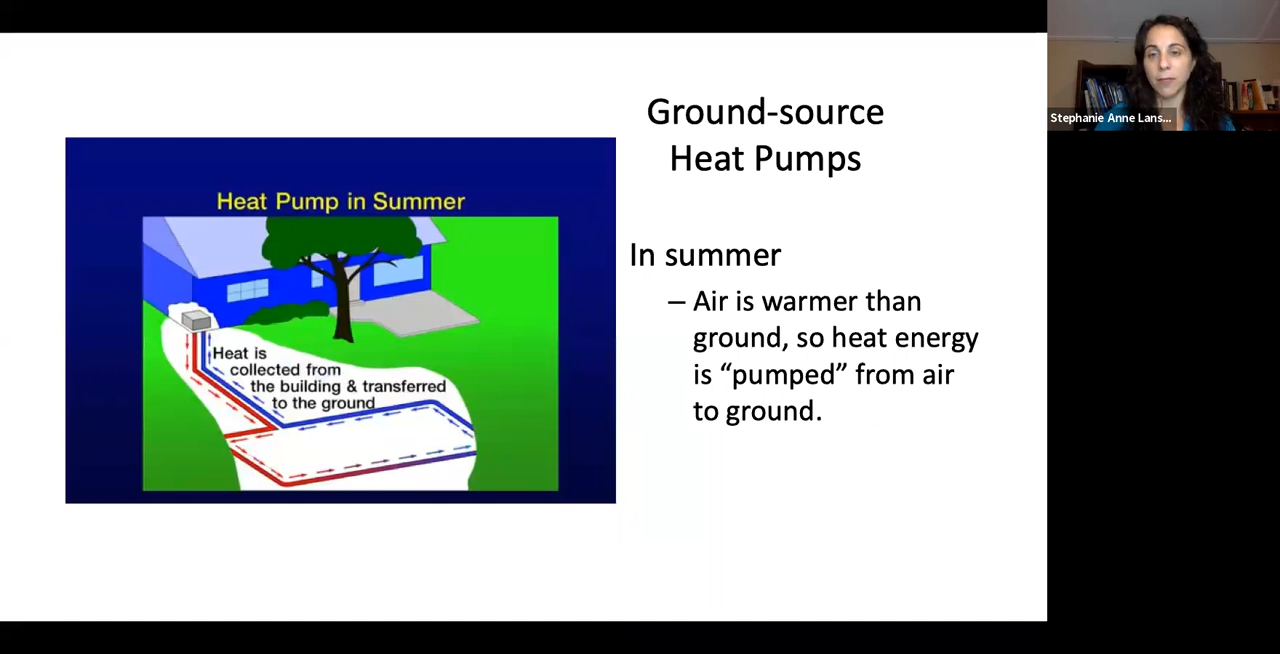 Ground-source
Heat Pumps
Heat Pump in Summer
Heat is
collected from
the building & transferred
to the ground
In summer
– Air is warmer than
ground, so heat energy
is “pumped” from air
to ground.
Stephanie Anne Lans...